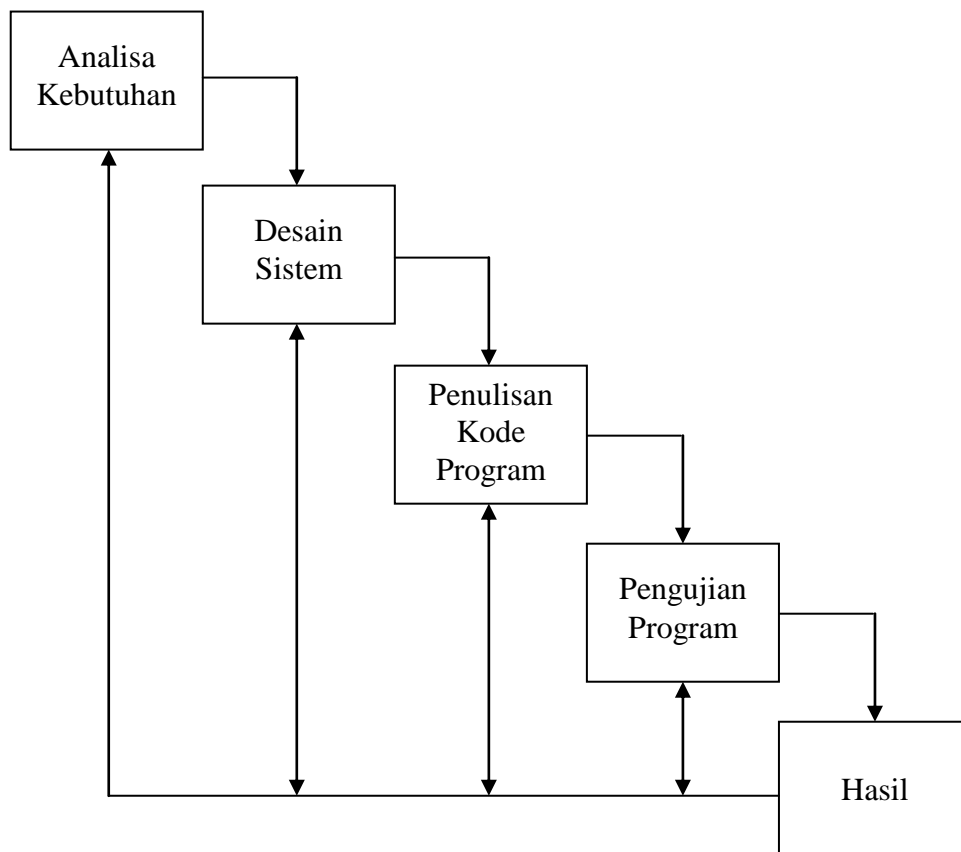 Analisa
Kebutuhan
Desain
Sistem
Penulisan
Kode
Program
Pengujian
Program
Hasil